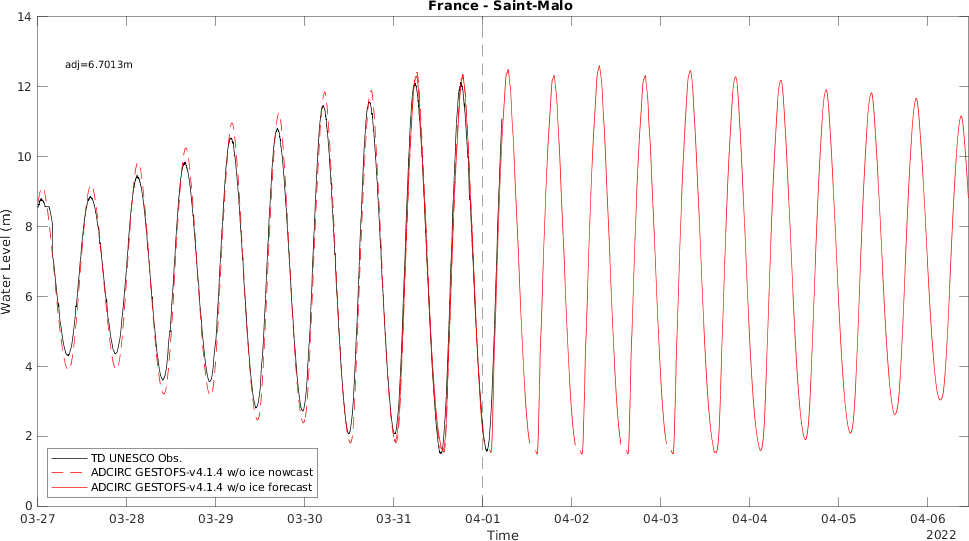 France - Saint-Malo
adj=6.7013m
14
12
10
8
6
4
2
0
Water Level (m)
TD UNESCO Obs.
ADCIRC GESTOFS-v4.1.4 w/o ice nowcast
ADCIRC GESTOFS-v4.1.4 w/o ice forecast
03-27 03-28 03-29 03-30 03-31 04-01 04-02 04-03 04-04 04-05 04-06
Time
2022